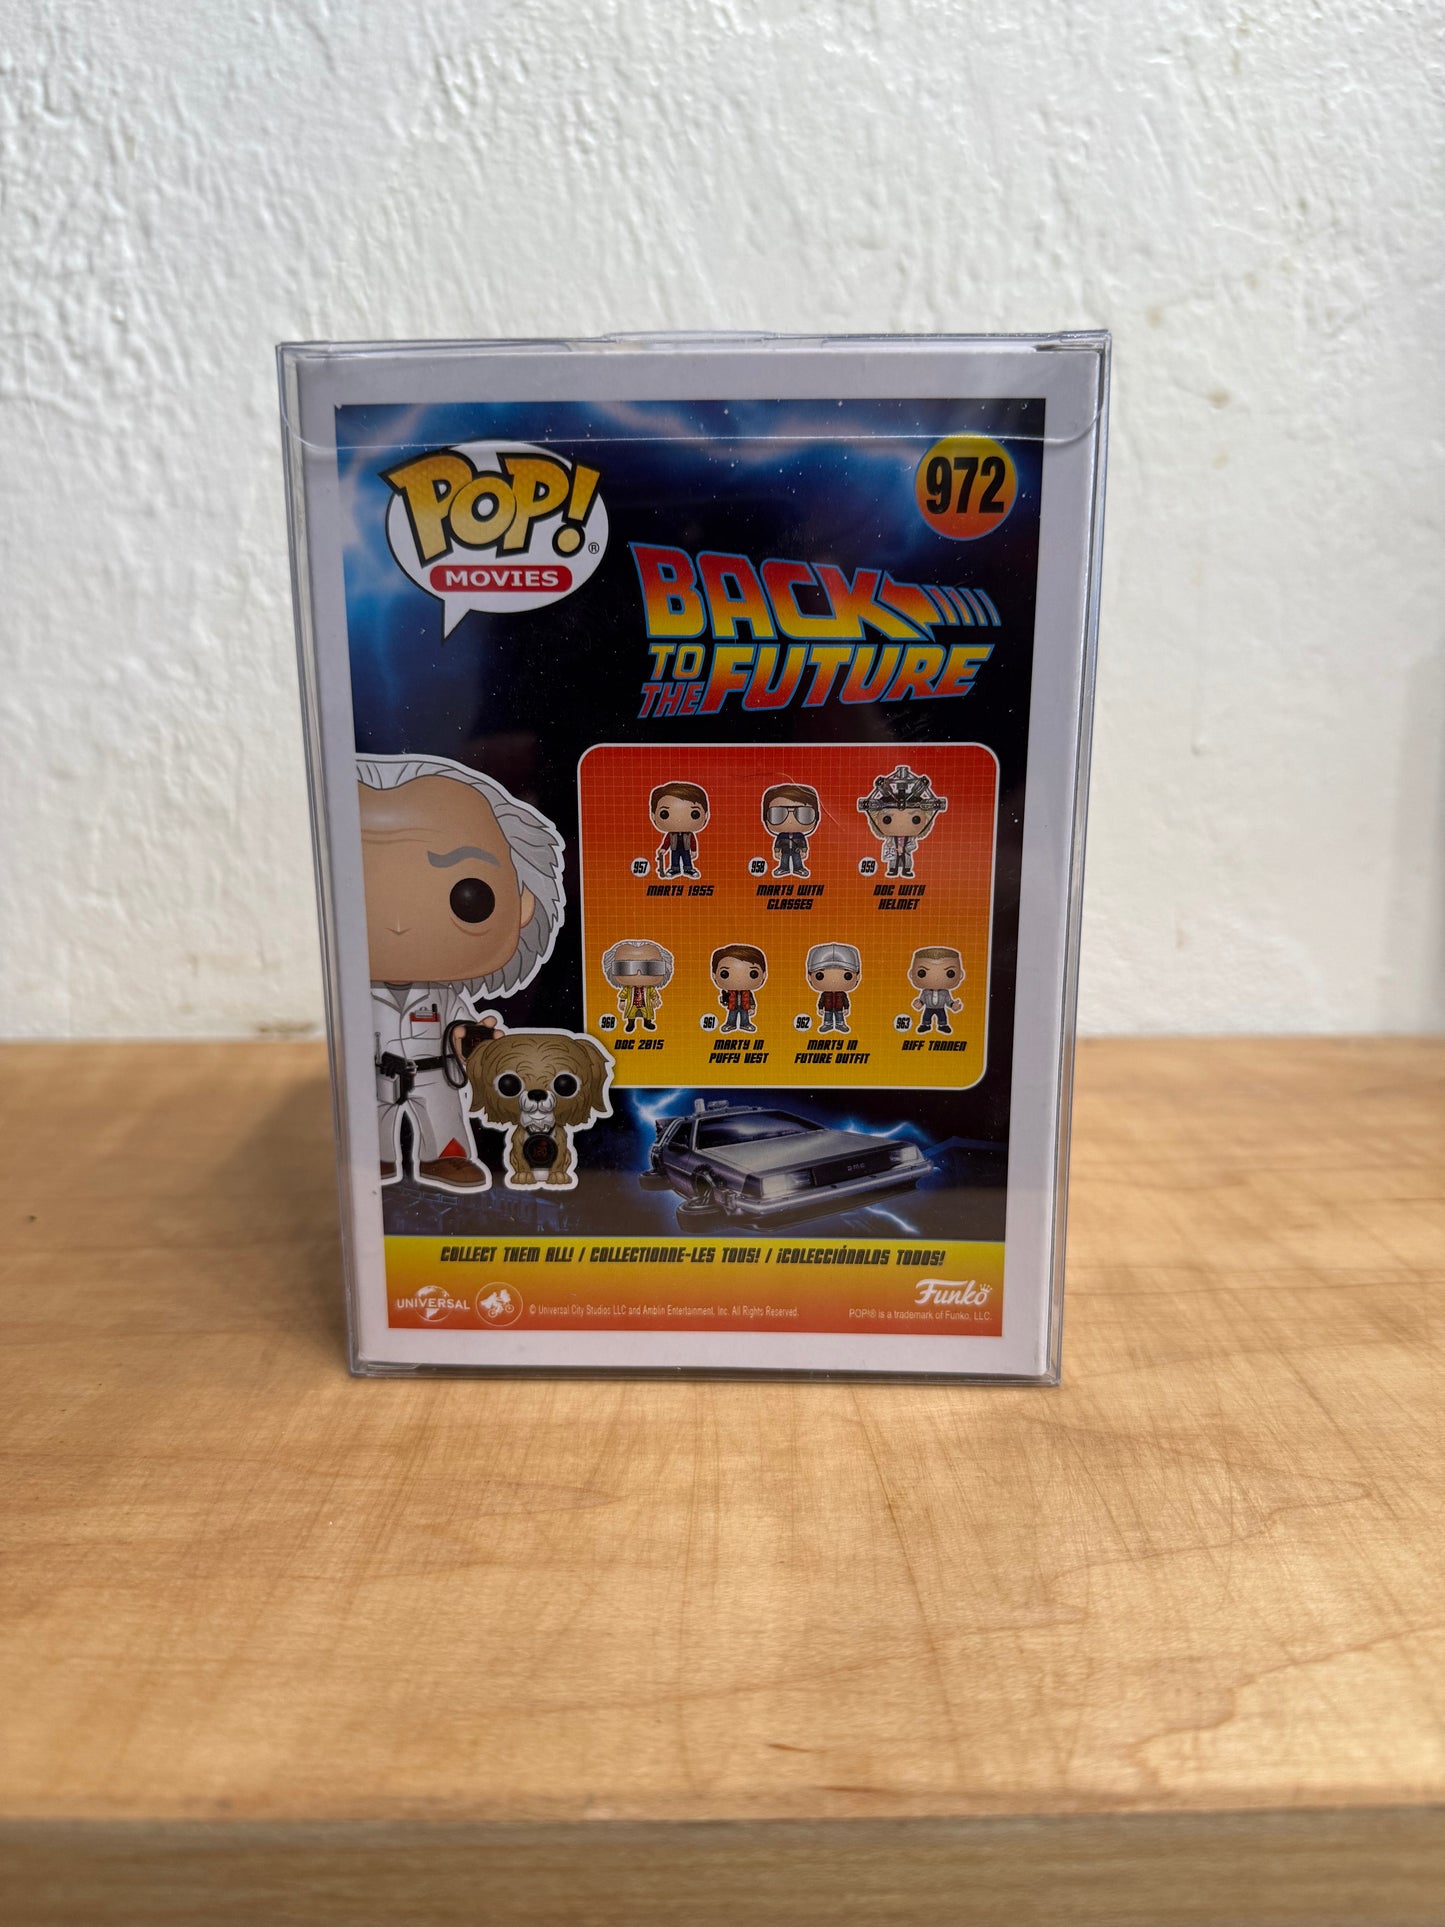 POP!®
MOVIES
972
BACK
TO THE FUTURE
957
MARTY 1955
958
MARTY WITH
GLASSES
959
DOC WITH
HELMET
960
DOC 2015
961
MARTY IN
PUFFY VEST
962
MARTY IN
FUTURE OUTFIT
963
BIFF TANNEN
DMC
COLLECT THEM ALL! / COLLECTIONNE-LES TOUS! / ¡COLECCIÓNALOS TODOS!
UNIVERSAL
© Universal City Studios LLC and Amblin Entertainment, Inc. All Rights Reserved.
Funko
POP!® is a trademark of Funko, LLC.